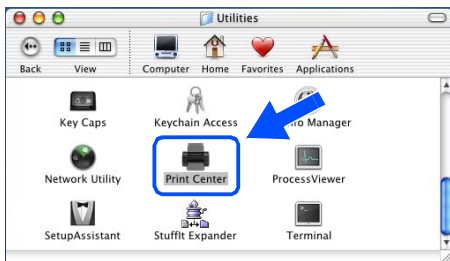 Utilities
Back View Computer Home Favorites Applications
Key Caps Keychain Access Manager
Network Utility Print Center ProcessViewer
SetupAssistant StuffIt Expander Terminal